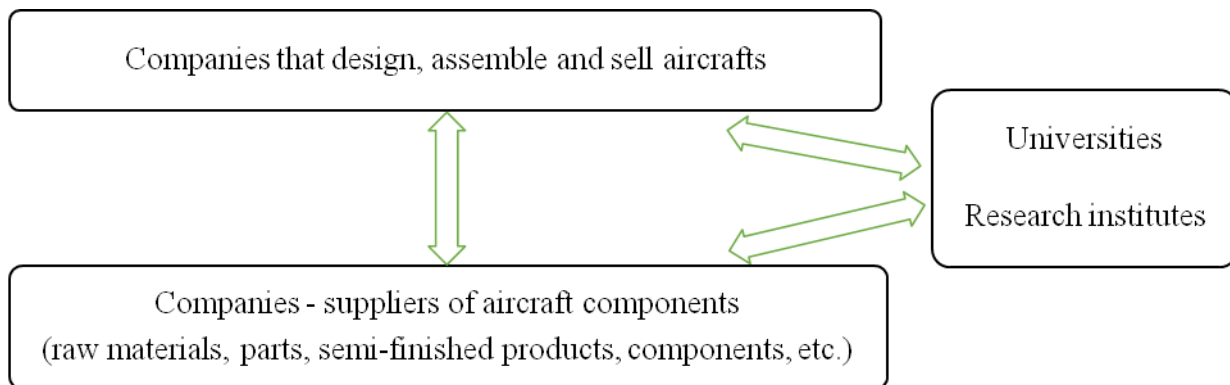 Companies that design, assemble and sell aircrafts
Universities
Research institutes
Companies - suppliers of aircraft components
(raw materials, parts, semi-finished products, components, etc.)